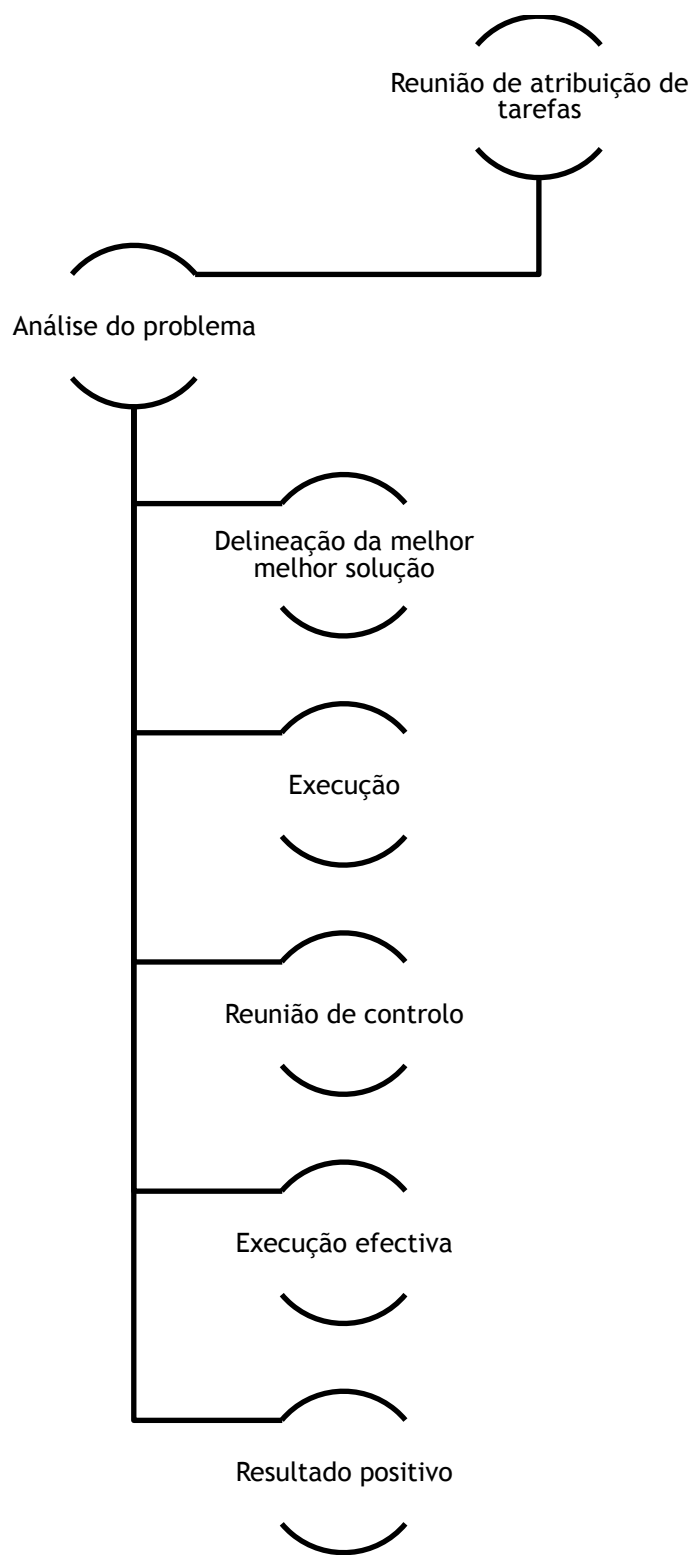 Reunião de atribuição de
tarefas
Análise do problema
Delineação da melhor
melhor solução
Execução
Reunião de controlo
Execução efectiva
Resultado positivo